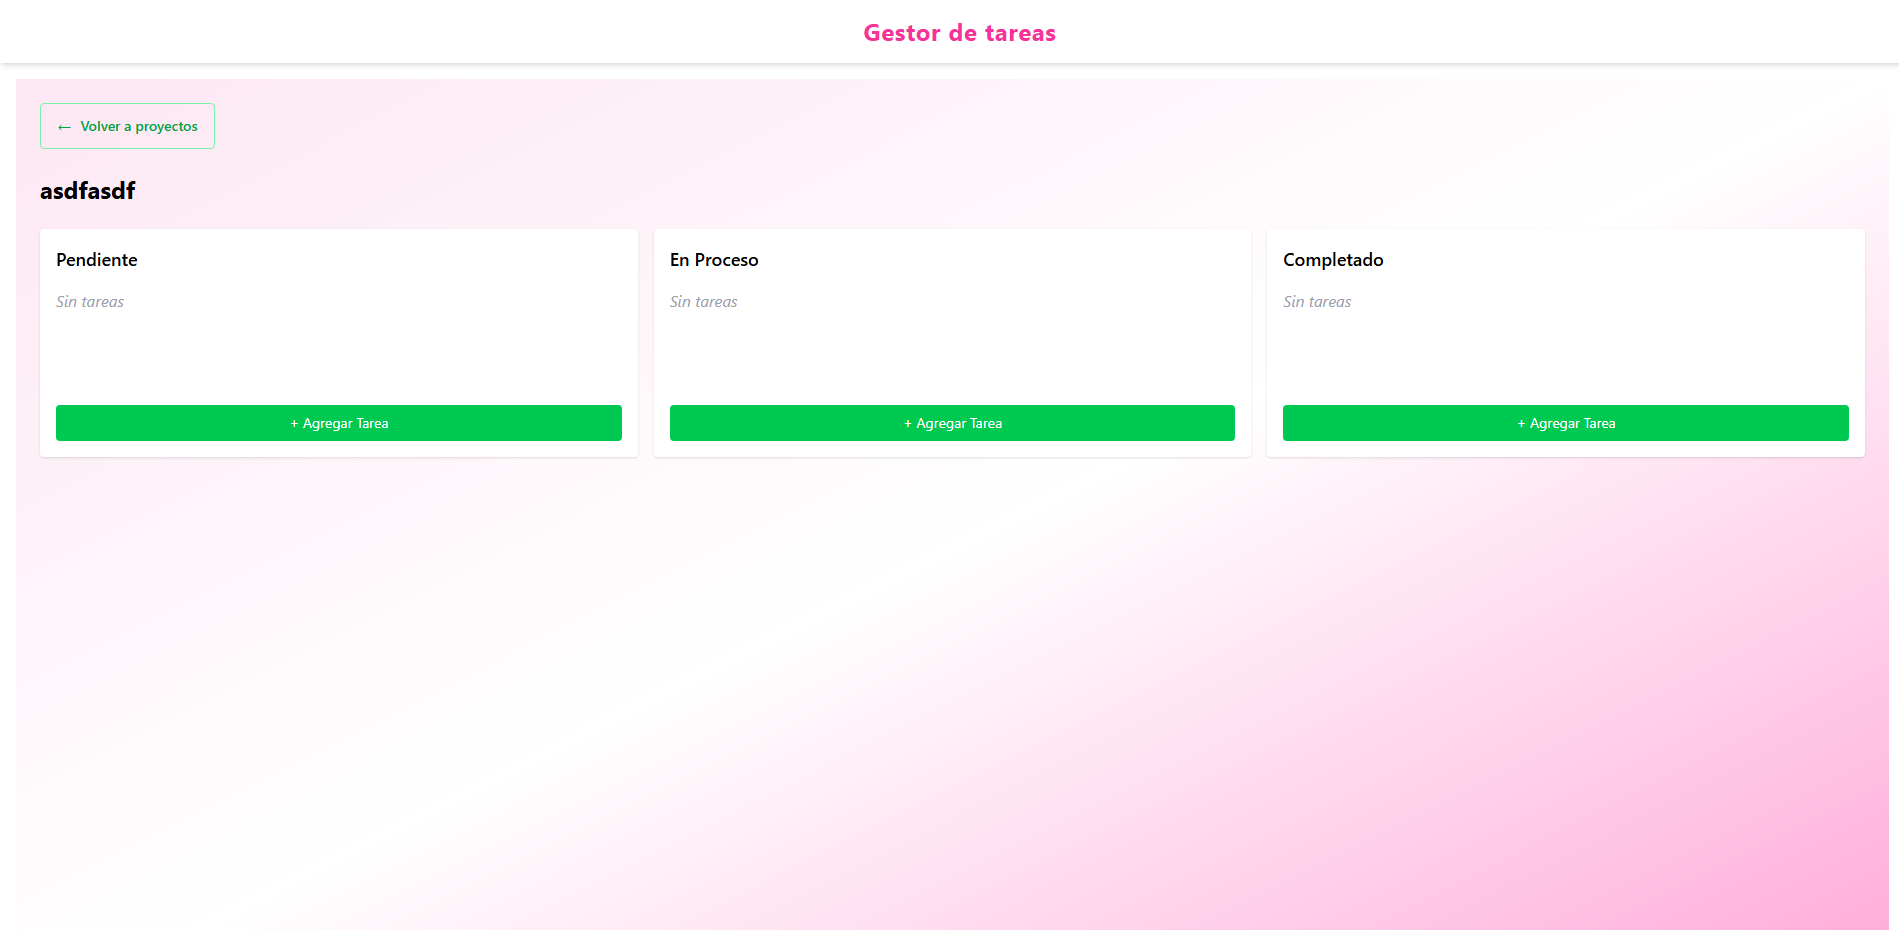 Gestor de tareas
← Volver a proyectos
asdfasdf
Pendiente
Sin tareas
+ Agregar Tarea
En Proceso
Sin tareas
+ Agregar Tarea
Completado
Sin tareas
+ Agregar Tarea